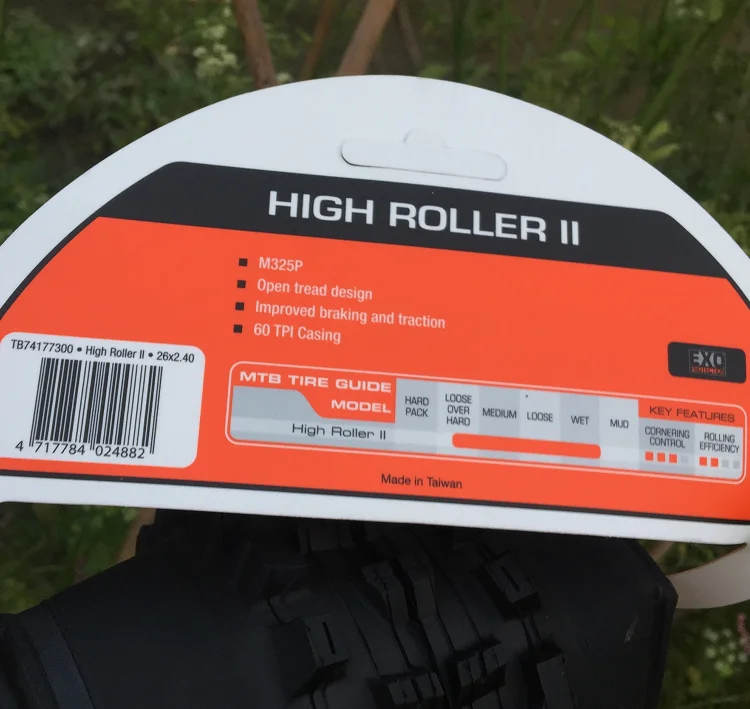 HIGH ROLLER II
■ M325P
■ Open tread design
■ Improved braking and traction
■ 60 TPI Casing
EXO
TB74177300 • High Roller II • 26x2.40
4 717784 024882
MTB TIRE GUIDE
MODEL
HARD PACK
LOOSE OVER HARD
MEDIUM
LOOSE
WET
MUD
KEY FEATURES
CORNERING CONTROL
ROLLING EFFICIENCY
High Roller II
Made in Taiwan